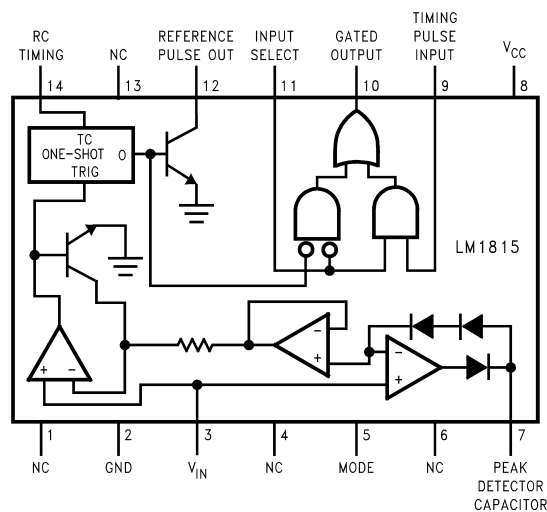 RC
TIMING
NC
REFERENCE
PULSE OUT
INPUT
SELECT
GATED
OUTPUT
TIMING
PULSE
INPUT
VCC
14
13
12
11
10
9
8
TC
ONE-SHOT O
TRIG
LM1815
−
+
−
+
+ −
1
2
3
4
5
6
7
NC
GND
VIN
NC
MODE
NC
PEAK
DETECTOR
CAPACITOR